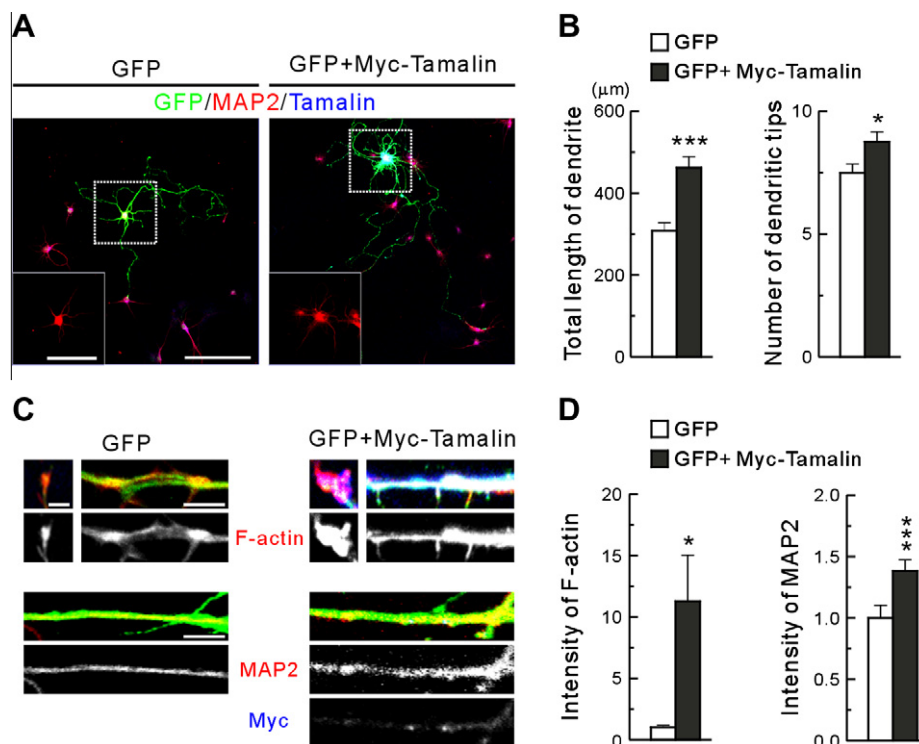 A
GFP
GFP+Myc-Tamalin
GFP/MAP2/Tamalin
B
GFP
GFP+ Myc-Tamalin
(μm)
Total length of dendrite
600
400
200
0
***
Number of dendritic tips
10
5
0
*
C
GFP
GFP+Myc-Tamalin
F-actin
MAP2
Myc
D
GFP
GFP+ Myc-Tamalin
Intensity of F-actin
20
15
10
5
0
*
Intensity of MAP2
2.0
1.5
1.0
0.5
0.0
***